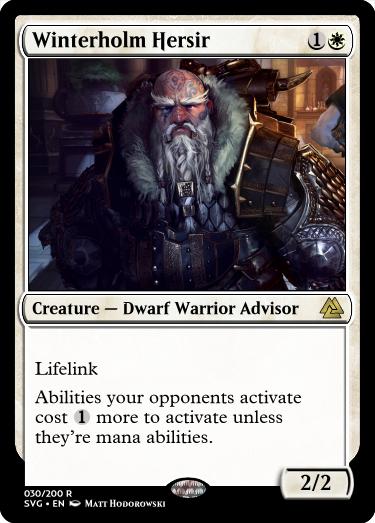 Winterholm Hersir 1
Creature — Dwarf Warrior Advisor
Lifelink
Abilities your opponents activate
cost 1 more to activate unless
they're mana abilities.
2/2
030/200 R
SVG • EN Matt Hodorowski